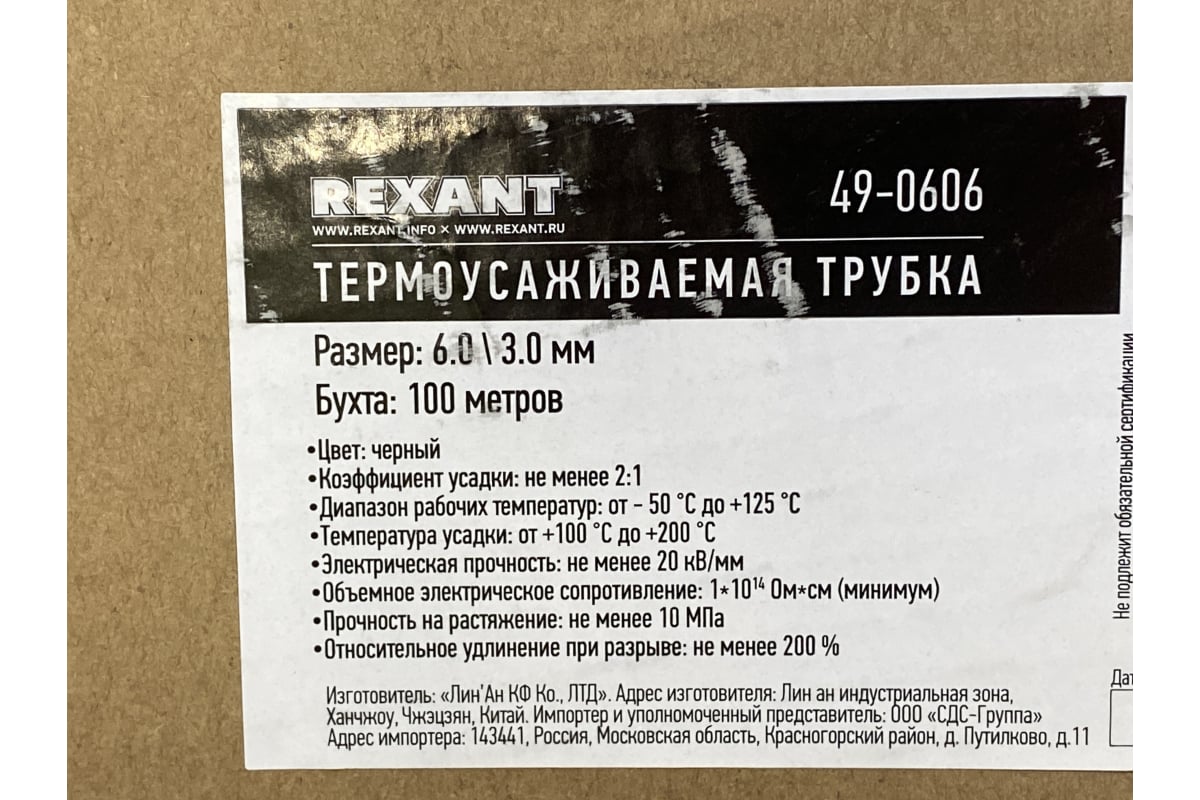 REXANT
49-0606
WWW.REXANT.INFO × WWW.REXANT.RU
ТЕРМОУСАЖИВАЕМАЯ ТРУБКА
Размер: 6.0 \ 3.0 мм
Бухта: 100 метров
•Цвет: черный
•Коэффициент усадки: не менее 2:1
•Диапазон рабочих температур: от - 50 °С до +125 °С
•Температура усадки: от +100 °С до +200 °С
•Электрическая прочность: не менее 20 кВ/мм
•Объемное электрическое сопротивление: 1*10¹⁴ Ом*см (минимум)
•Прочность на растяжение: не менее 10 МПа
•Относительное удлинение при разрыве: не менее 200 %
Изготовитель: «Лин'Ан КФ Ко., ЛТД». Адрес изготовителя: Лин ан индустриальная зона,
Ханчжоу, Чжэцзян, Китай. Импортер и уполномоченный представитель: ООО «СДС-Группа»
Адрес импортера: 143441, Россия, Московская область, Красногорский район, д. Путилково, д.11
Не подлежит обязательной сертификации